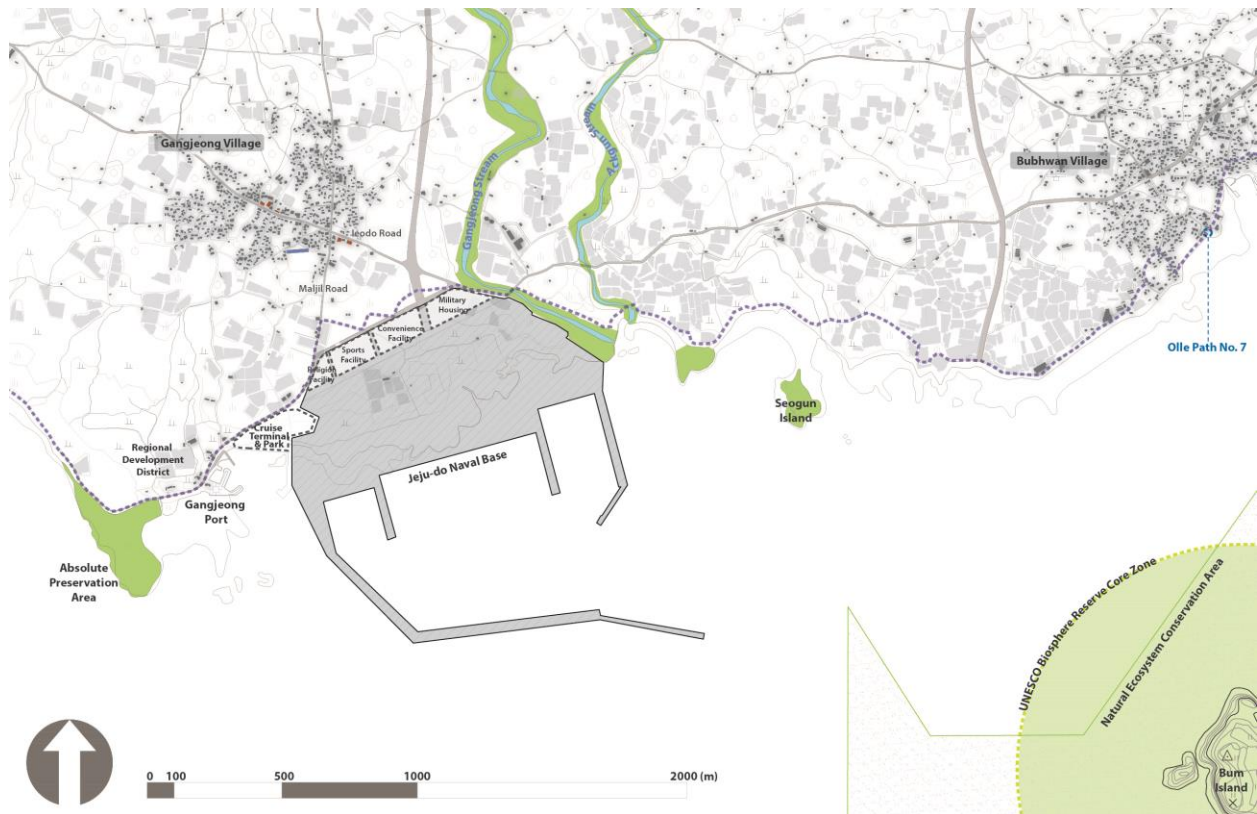 Gangjeong Village
Ieodo Road
Maljil Road
Gangjeong Stream
Akgun Stream
Bubhwan Village
Olle Path No. 7
Military
Housing
Convenience
Facility
Sports
Facility
Religion
Facility
Cruise
Terminal
& Park
Regional
Development
District
Gangjeong
Port
Jeju-do Naval Base
Seogun
Island
Absolute
Preservation
Area
UNESCO Biosphere Reserve Core Zone
Natural Ecosystem Conservation Area
Bum
Island
0 100 500 1000 2000 (m)